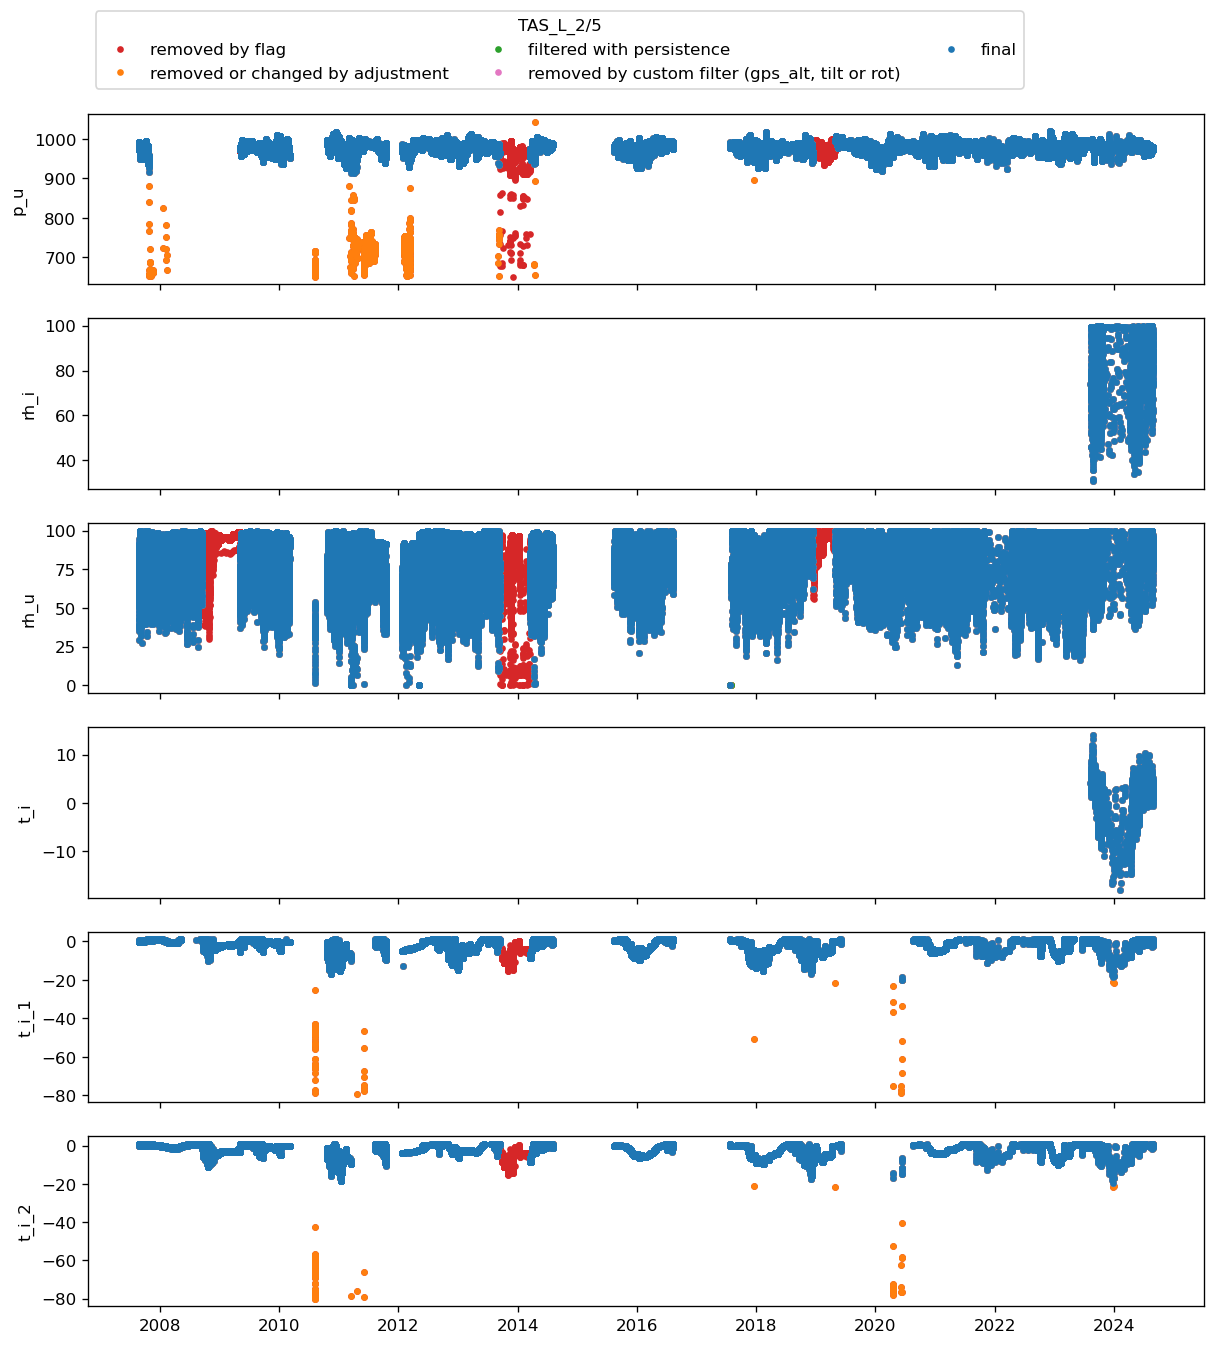 TAS_L_2/5
removed by flag
filtered with persistence
final
removed or changed by adjustment
removed by custom filter (gps_alt, tilt or rot)
1000
900
800
700
p_u
100
80
60
40
rh_i
100
75
50
25
0
rh_u
10
0
−10
t_i
0
−20
−40
−60
−80
t_i_1
0
−20
−40
−60
−80
t_i_2
2008
2010
2012
2014
2016
2018
2020
2022
2024